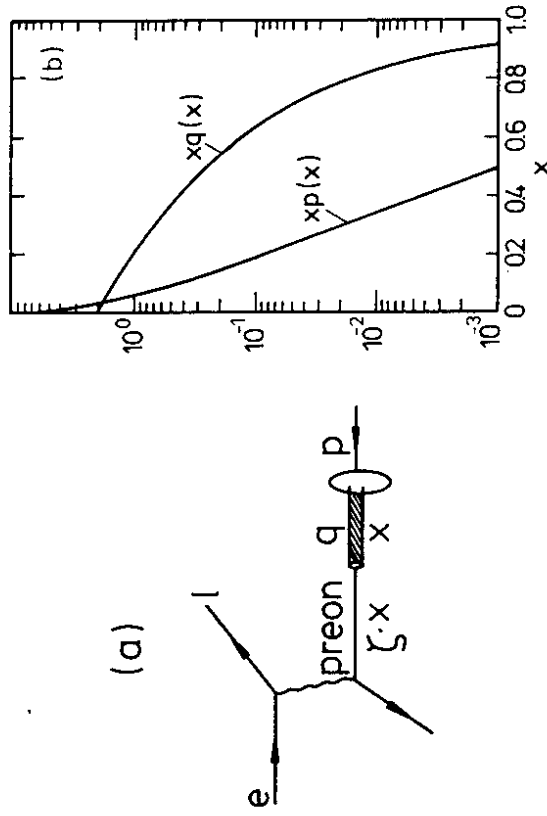 (a)
e
l
preon
ζ·x
q
x
p
(b)
xq(x)
xp(x)
10⁰
10⁻¹
10⁻²
10⁻³
0
0.2
0.4
0.6
0.8
1.0
x